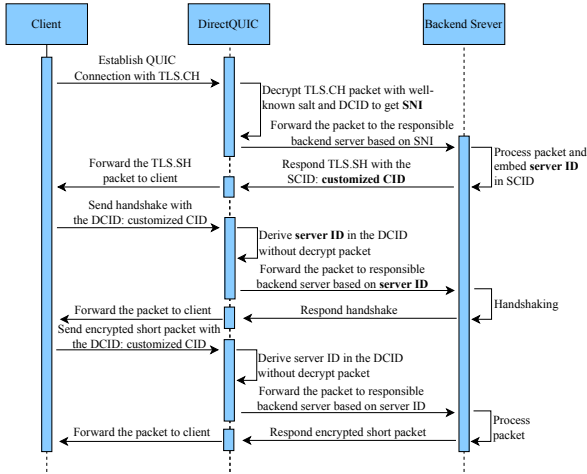 Client
DirectQUIC
Backend Srever
Establish QUIC
Connection with TLS.CH
Decrypt TLS.CH packet with well-
known salt and DCID to get SNI
Forward the packet to the responsible
backend server based on SNI
Process packet and
embed server ID
in SCID
Respond TLS.SH with the
SCID: customized CID
Forward the TLS.SH
packet to client
Send handshake with
the DCID: customized CID
Derive server ID in the DCID
without decrypt packet
Forward the packet to responsible
backend server based on server ID
Handshaking
Respond handshake
Forward the packet to client
Send encrypted short packet with
the DCID: customized CID
Derive server ID in the DCID
without decrypt packet
Forward the packet to responsible
backend server based on server ID
Process
packet
Respond encrypted short packet
Forward the packet to client